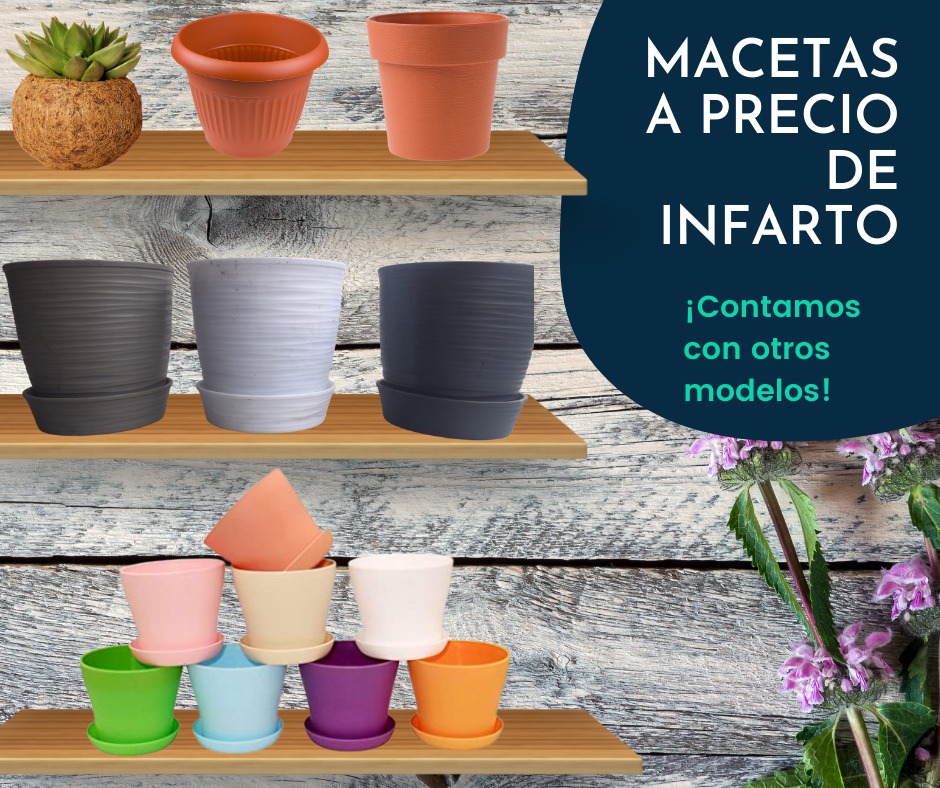 MACETAS
A PRECIO
DE
INFARTO
¡Contamos
con otros
modelos!